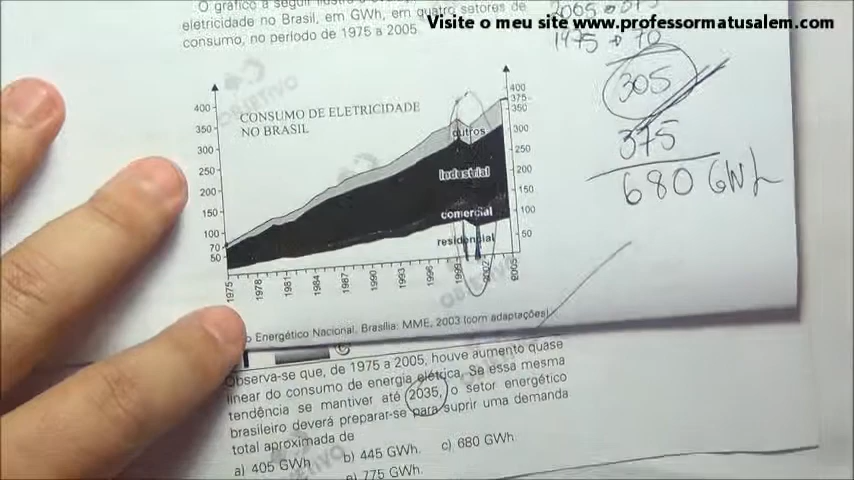 O gráfico a seguir
eletricidade no Brasil, em GWh, em quatro setores de
consumo, no período de 1975 a 2005.
Visite o meu site www.professormatusalem.com
2005 → 375
1975 → 70
305
375
680 GWh
CONSUMO DE ELETRICIDADE
NO BRASIL
400
350
300
250
200
150
100
70
50
400
375
350
300
250
200
150
100
50
outros
industrial
comercial
residencial
1975
1978
1981
1984
1987
1990
1993
1996
1999
2002
2005
o Energético Nacional. Brasília: MME, 2003 (com adaptações)
Observa-se que, de 1975 a 2005, houve aumento quase
linear do consumo de energia elétrica. Se essa mesma
tendência se mantiver até 2035, o setor energético
brasileiro deverá preparar-se para suprir uma demanda
total aproximada de
a) 405 GWh b) 445 GWh. c) 680 GWh
e) 775 GWh.